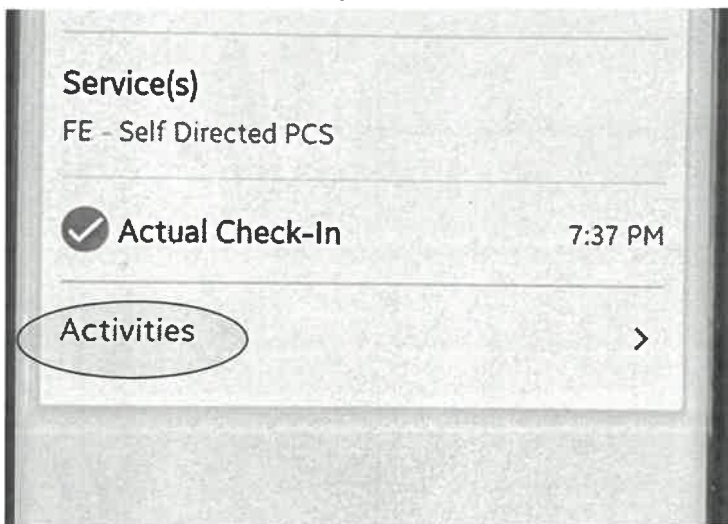 Service(s)
FE - Self Directed PCS
Actual Check-In 7:37 PM
Activities